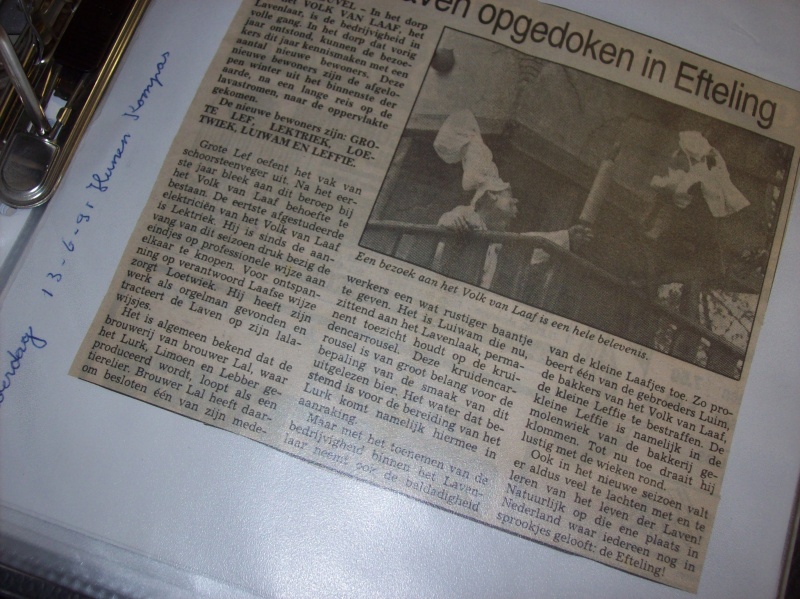 aven opgedoken in Efteling
EUVEL - In het dorp
het VOLK VAN LAAF, het
Lavenlaar, is de bedrijvigheid in
volle gang. In het dorp dat vorig
jaar ontstond, kunnen de bezoe-
kers dit jaar kennismaken met een
aantal nieuwe bewoners. Deze
nieuwe bewoners zijn de afgelo-
pen winter uit het binnenste der
aarde, na een lange reis op de
lavastromen, naar de oppervlakte
gekomen.
De nieuwe bewoners zijn: GRO-
TE LEF, LEKTRIEK, LOE-
TWIEK, LUIWAM EN LEFFIE.
Grote Lef oefent het vak van
schoorsteenveger uit. Na het eer-
ste jaar bleek aan dit beroep bij
het Volk van Laaf behoefte te
bestaan. De eertste afgestudeerde
elektriciën van het Volk van Laaf
is Lektriek. Hij is sinds de aan-
vang van dit seizoen druk bezig de
eindjes op professionele wijze aan
elkaar te knopen. Voor ontspan-
ning op verantwoord Laafse wijze
zorgt Loetwiek. Hij heeft zijn
werk als orgelman gevonden en
tracteert de Laven op zijn lala-
wijsjes.
Het is algemeen bekend dat de
brouwerij van brouwer Lal, waar
het Lurk, Limoen en Lebber ge-
produceerd wordt, loopt als een
tierelier. Brouwer Lal heeft daar-
om besloten één van zijn mede-
Een bezoek aan het Volk van Laaf is een hele belevenis.
werkers een wat rustiger baantje
te geven. Het is Luiwam die nu,
zittend aan het Lavenlaak, perma-
nent toezicht houdt op de krui-
dencarrousel. Deze kruidencar-
rousel is van groot belang voor de
bepaling van de smaak van dit
uitgelezen bier. Het water dat be-
stemd is voor de bereiding van het
Lurk komt namelijk hiermee in
aanraking.
Maar met het toenemen van de
bedrijvigheid binnen het Laven-
laar neemt ook de baldadigheid
van de kleine Laafjes toe. Zo pro-
beert één van de gebroeders Luim,
de bakkers van het Volk van Laaf,
de kleine Leffie te bestraffen. De
kleine Leffie is namelijk in de
molenwiek van de bakkerij ge-
klommen. Tot nu toe draait hij
lustig met de wieken rond.
Ook in het nieuwe seizoen valt
er aldus veel te lachten met en te
leren van het leven der Laven!
Natuurlijk op die ene plaats in
Nederland waar iedereen nog in
sprookjes gelooft: de Efteling!
13-6-91 Hunen Kompas